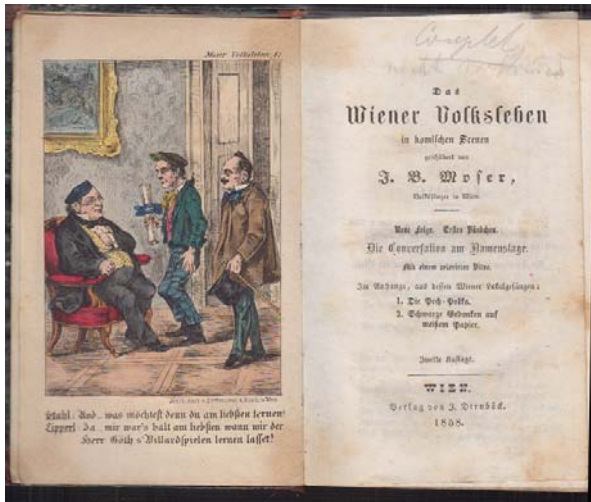 Moser Volksleben
Stahl: Und.. was möchtest denn du am liebsten lernen?
Lipperl: Ja.. mir wär's halt am liebsten wann mir der
Herr Göth s' Billardspielen lernen lasset!
Complet
Das
Wiener Volksleben
in komischen Scenen
geschildert von
J. B. Moser,
Volkssänger in Wien.
Neue Folge. Erstes Bändchen.
Die Conversation am Namenstage.
Mit einem colorirten Bilde.
Im Anhange, aus dessen Wiener Lokalgesängen:
1. Die Pech-Polka.
2. Schwarze Gedanken auf
weißem Papier.
Zweite Auflage.
WIEN.
Verlag von J. Dirnböck.
1858.